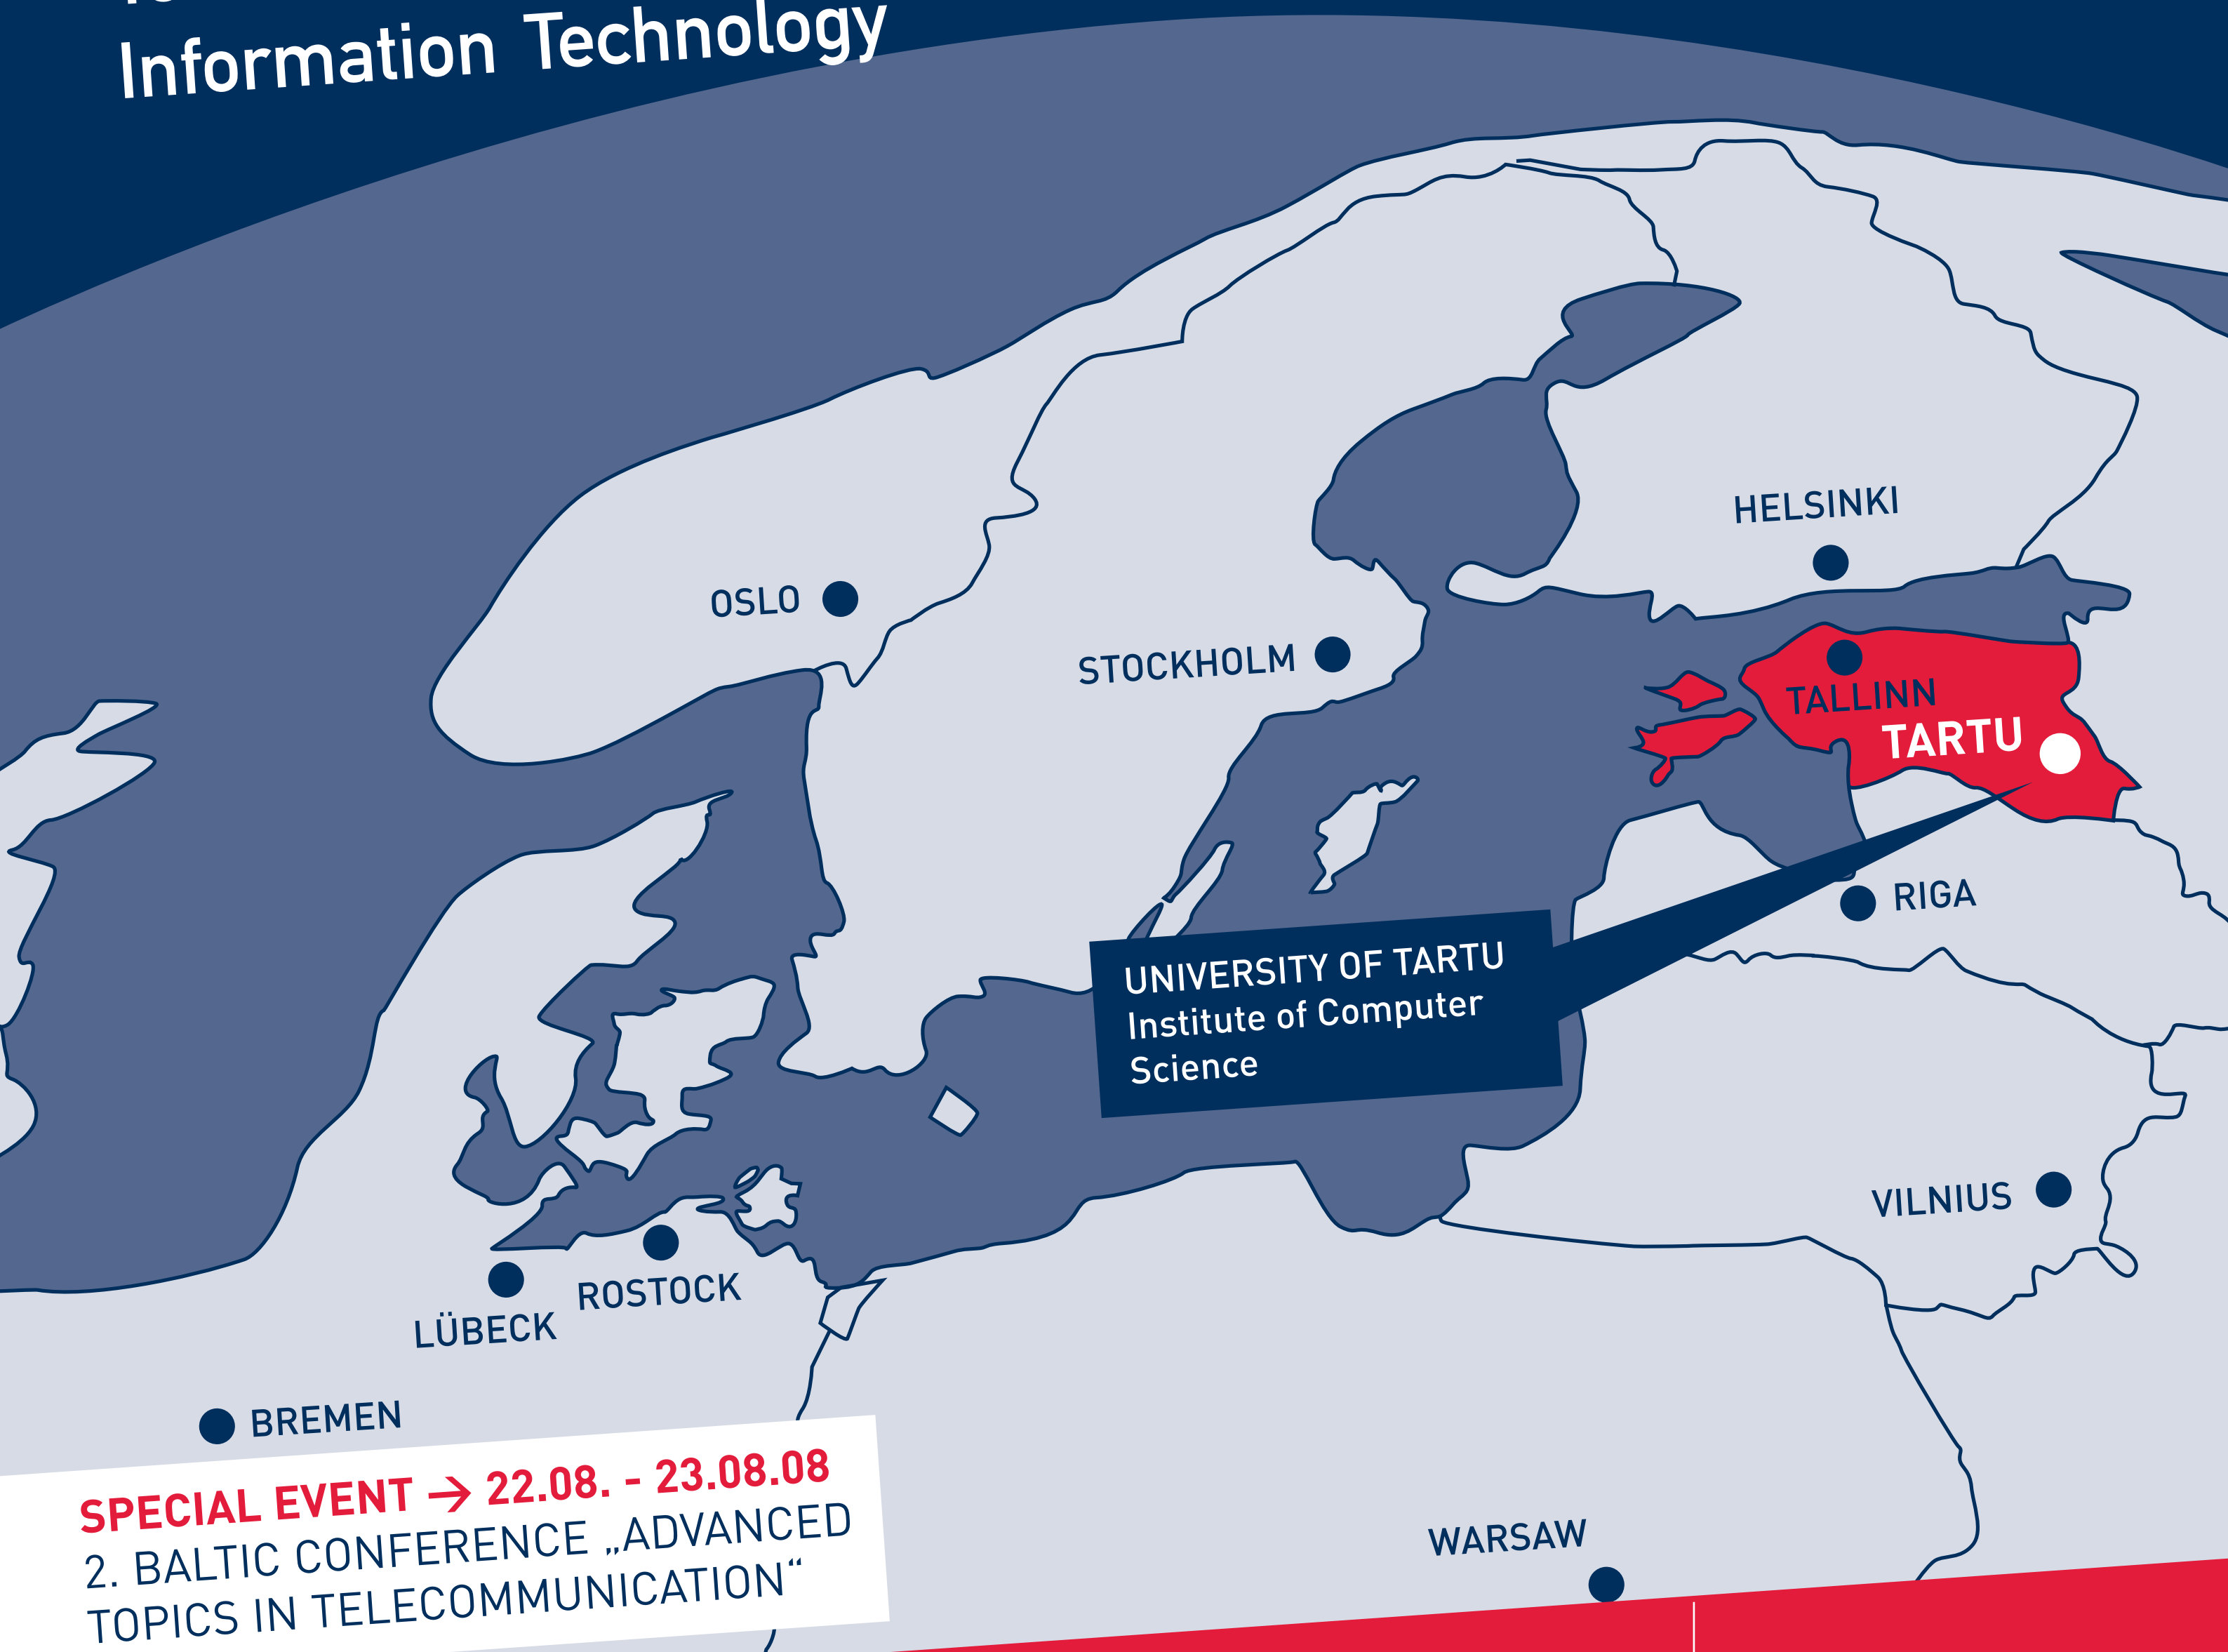 Information Technology
HELSINKI
OSLO
STOCKHOLM
TALLINN
TARTU
RIGA
UNIVERSITY OF TARTU
Institute of Computer
Science
VILNIUS
ROSTOCK
LÜBECK
BREMEN
SPECIAL EVENT → 22.08. - 23.08.08
2. BALTIC CONFERENCE „ADVANCED
TOPICS IN TELECOMMUNICATION“
WARSAW